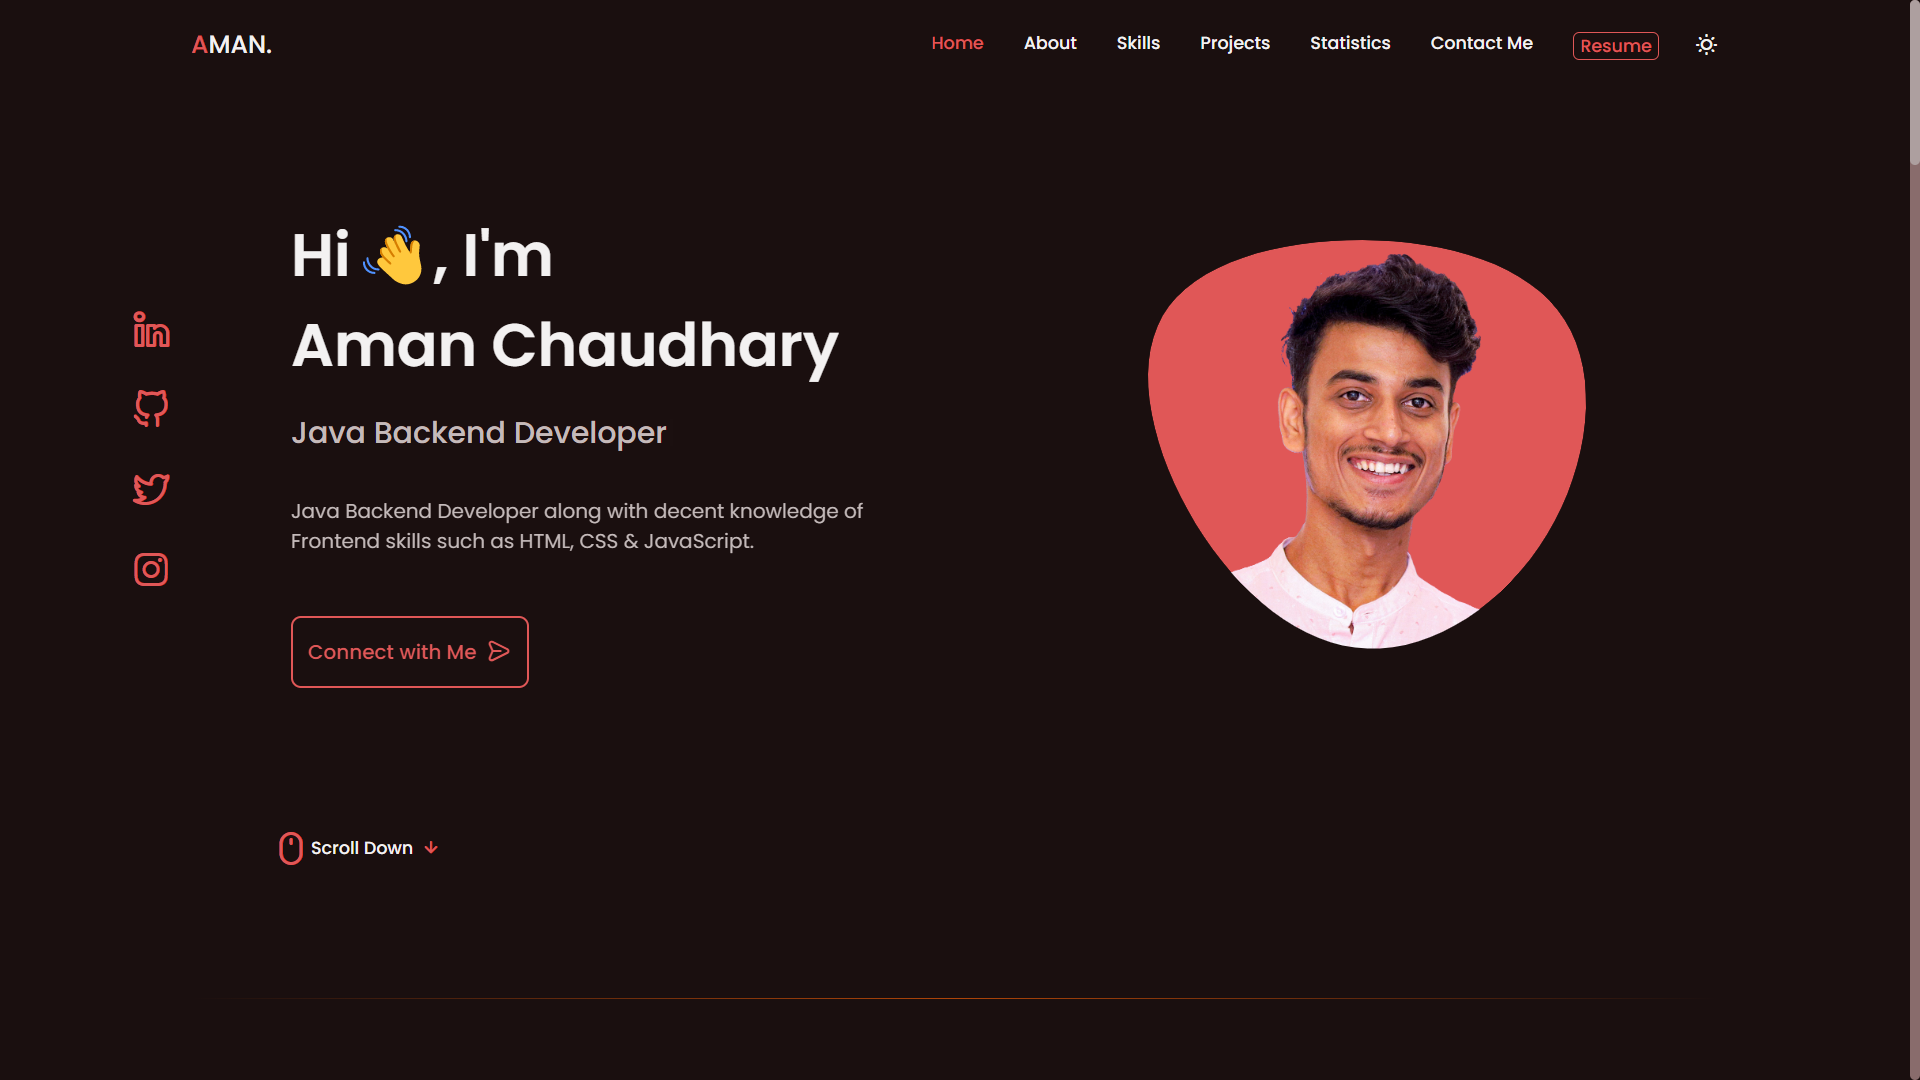 AMAN.
Home About Skills Projects Statistics Contact Me Resume
Hi 👋, I'm
Aman Chaudhary
Java Backend Developer
Java Backend Developer along with decent knowledge of
Frontend skills such as HTML, CSS & JavaScript.
Connect with Me
Scroll Down